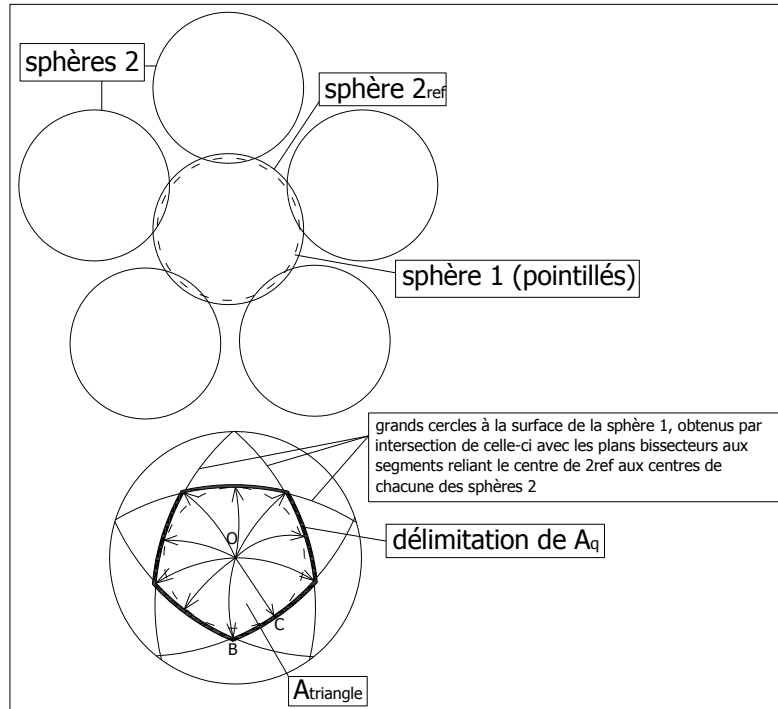 sphères 2
sphère 2ref
sphère 1 (pointillés)
grands cercles à la surface de la sphère 1, obtenus par
intersection de celle-ci avec les plans bissecteurs aux
segments reliant le centre de 2ref aux centres de
chacune des sphères 2
O
délimitation de Aq
C
B
Atriangle